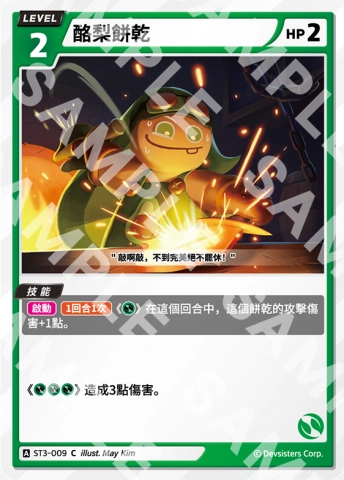 LEVEL
2
酪梨餅乾
HP 2
"敲啊敲，不到完美絕不罷休！"
技能
啟動 1回合1次 《》在這個回合中，這個餅乾的攻擊傷
害+1點。
《》造成3點傷害。
A ST3-009 C illust. May Kim
© Devsisters Corp.
SAMPLE